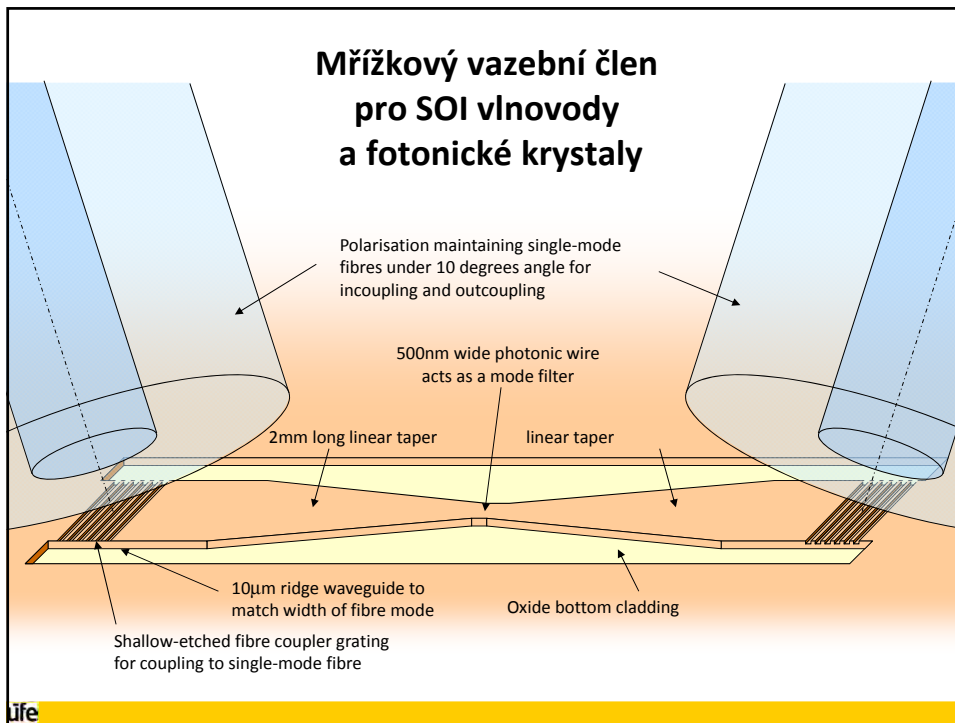 Mřížkový vazební člen
pro SOI vlnovody
a fotonické krystaly
Polarisation maintaining single-mode
fibres under 10 degrees angle for
incoupling and outcoupling
500nm wide photonic wire
acts as a mode filter
2mm long linear taper
linear taper
10μm ridge waveguide to
match width of fibre mode
Oxide bottom cladding
Shallow-etched fibre coupler grating
for coupling to single-mode fibre
ufe